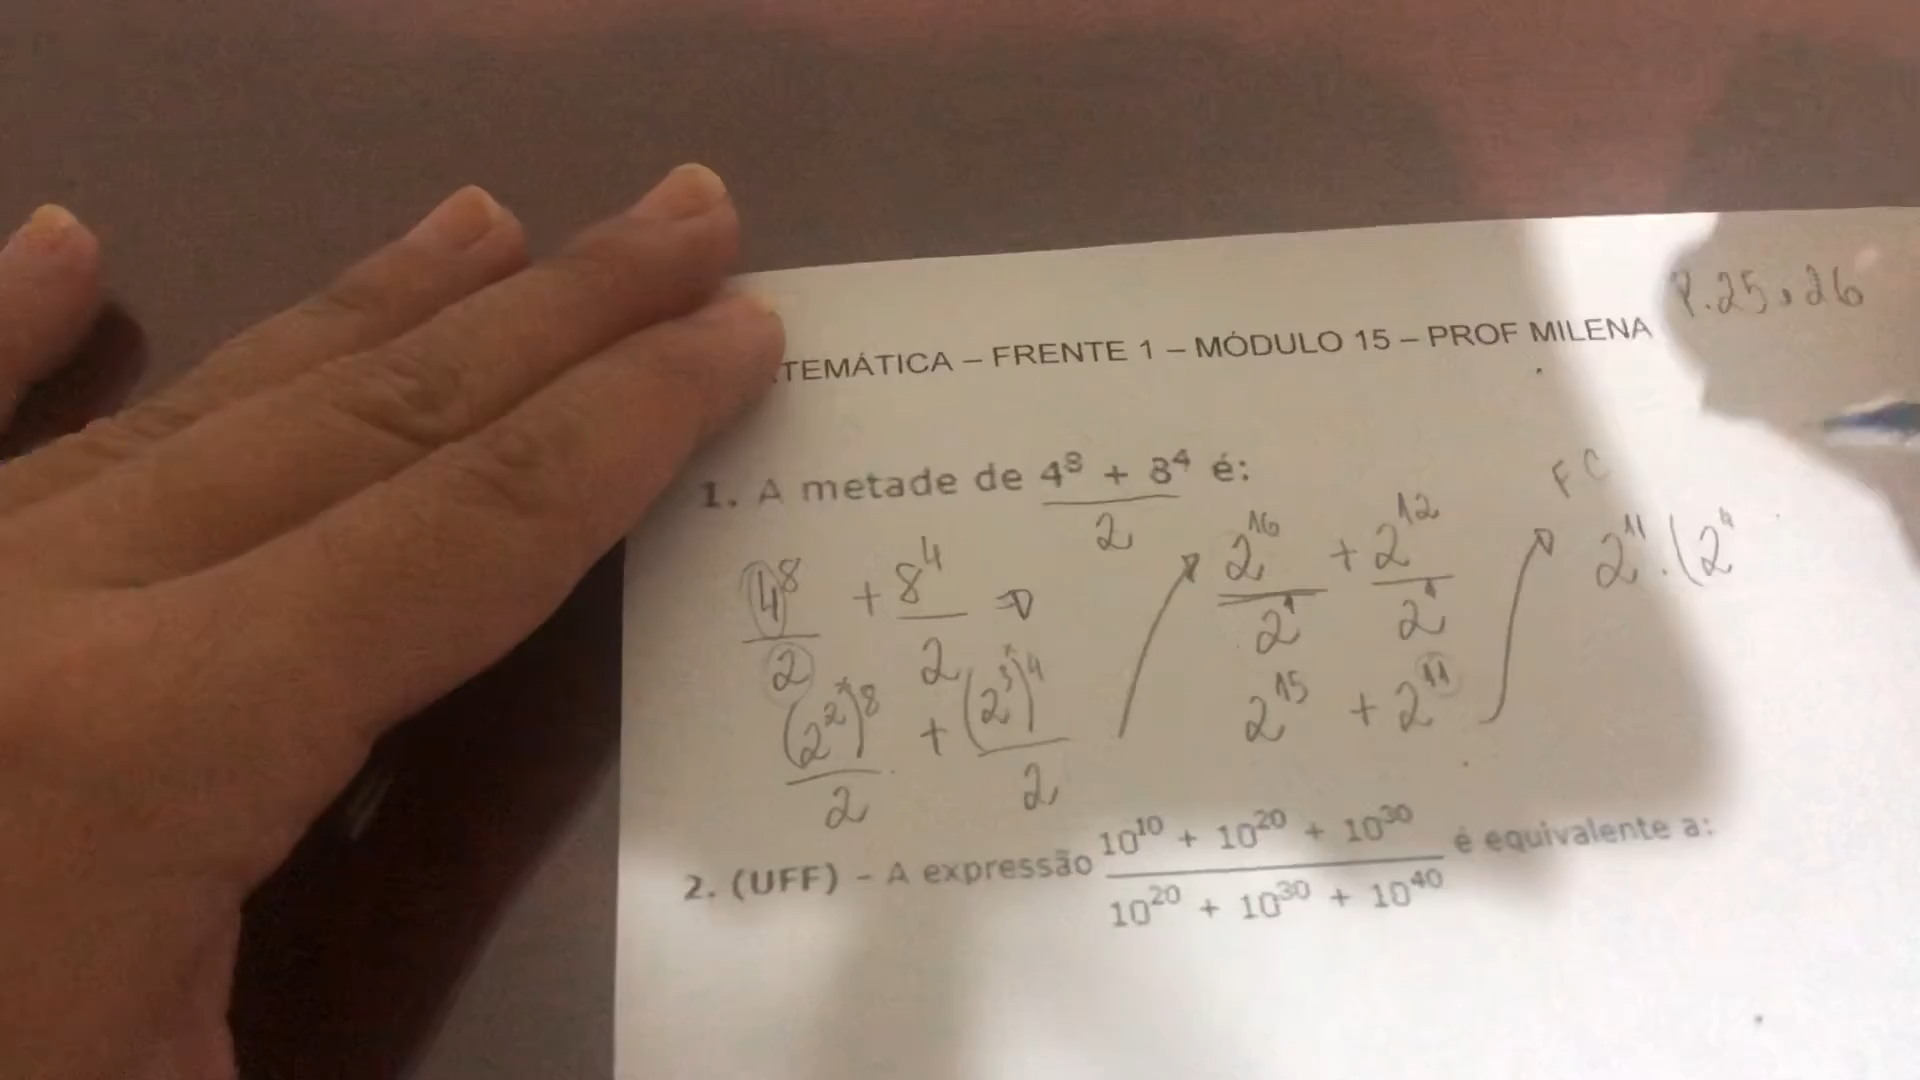 P.25,26
TEMÁTICA – FRENTE 1 – MÓDULO 15 – PROF MILENA
1. A metade de 4⁸ + 8⁴ é:
2
FC
4⁸/2 + 8⁴/2 ⇒
2¹⁶/2¹ + 2¹²/2¹
2¹¹.(2⁴
(2²)⁸/2 + (2³)⁴/2
2¹⁵ + 2¹¹
2. (UFF) – A expressão (10¹⁰ + 10²⁰ + 10³⁰)/(10²⁰ + 10³⁰ + 10⁴⁰) é equivalente a: